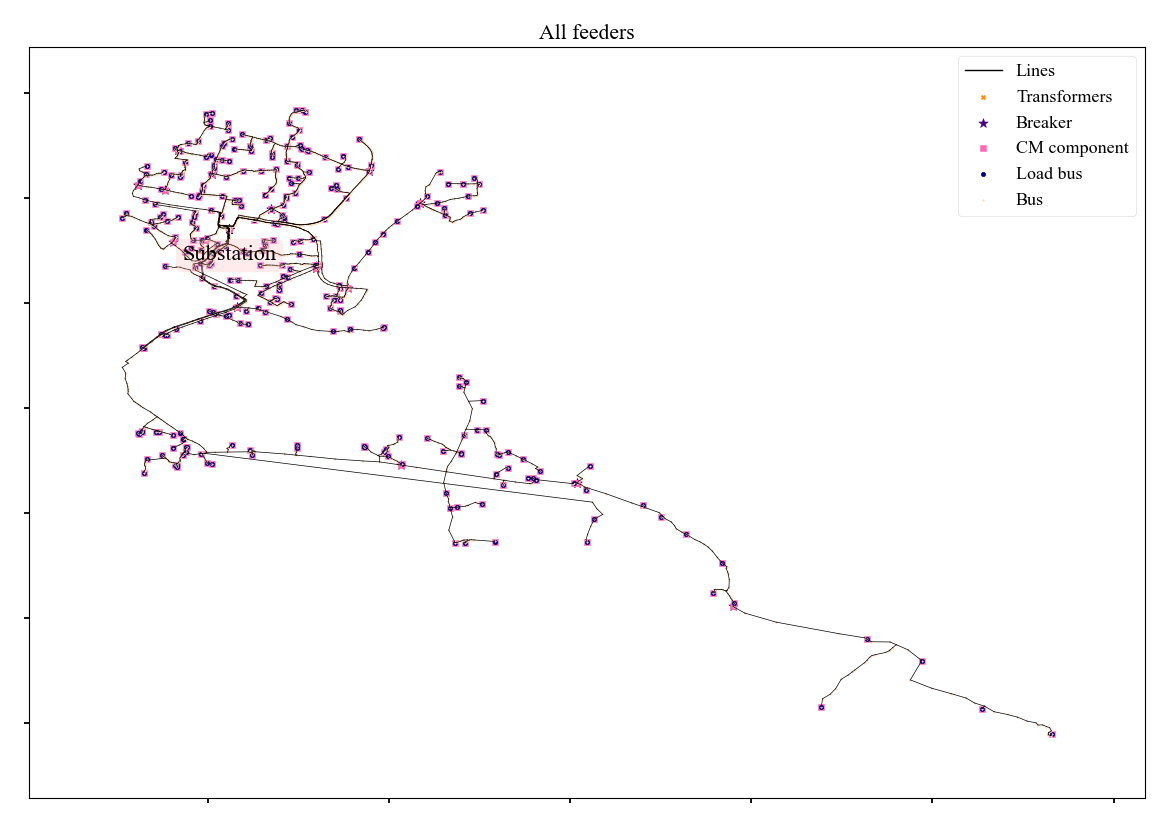 All feeders
Lines
Transformers
Breaker
CM component
Load bus
Bus
Substation